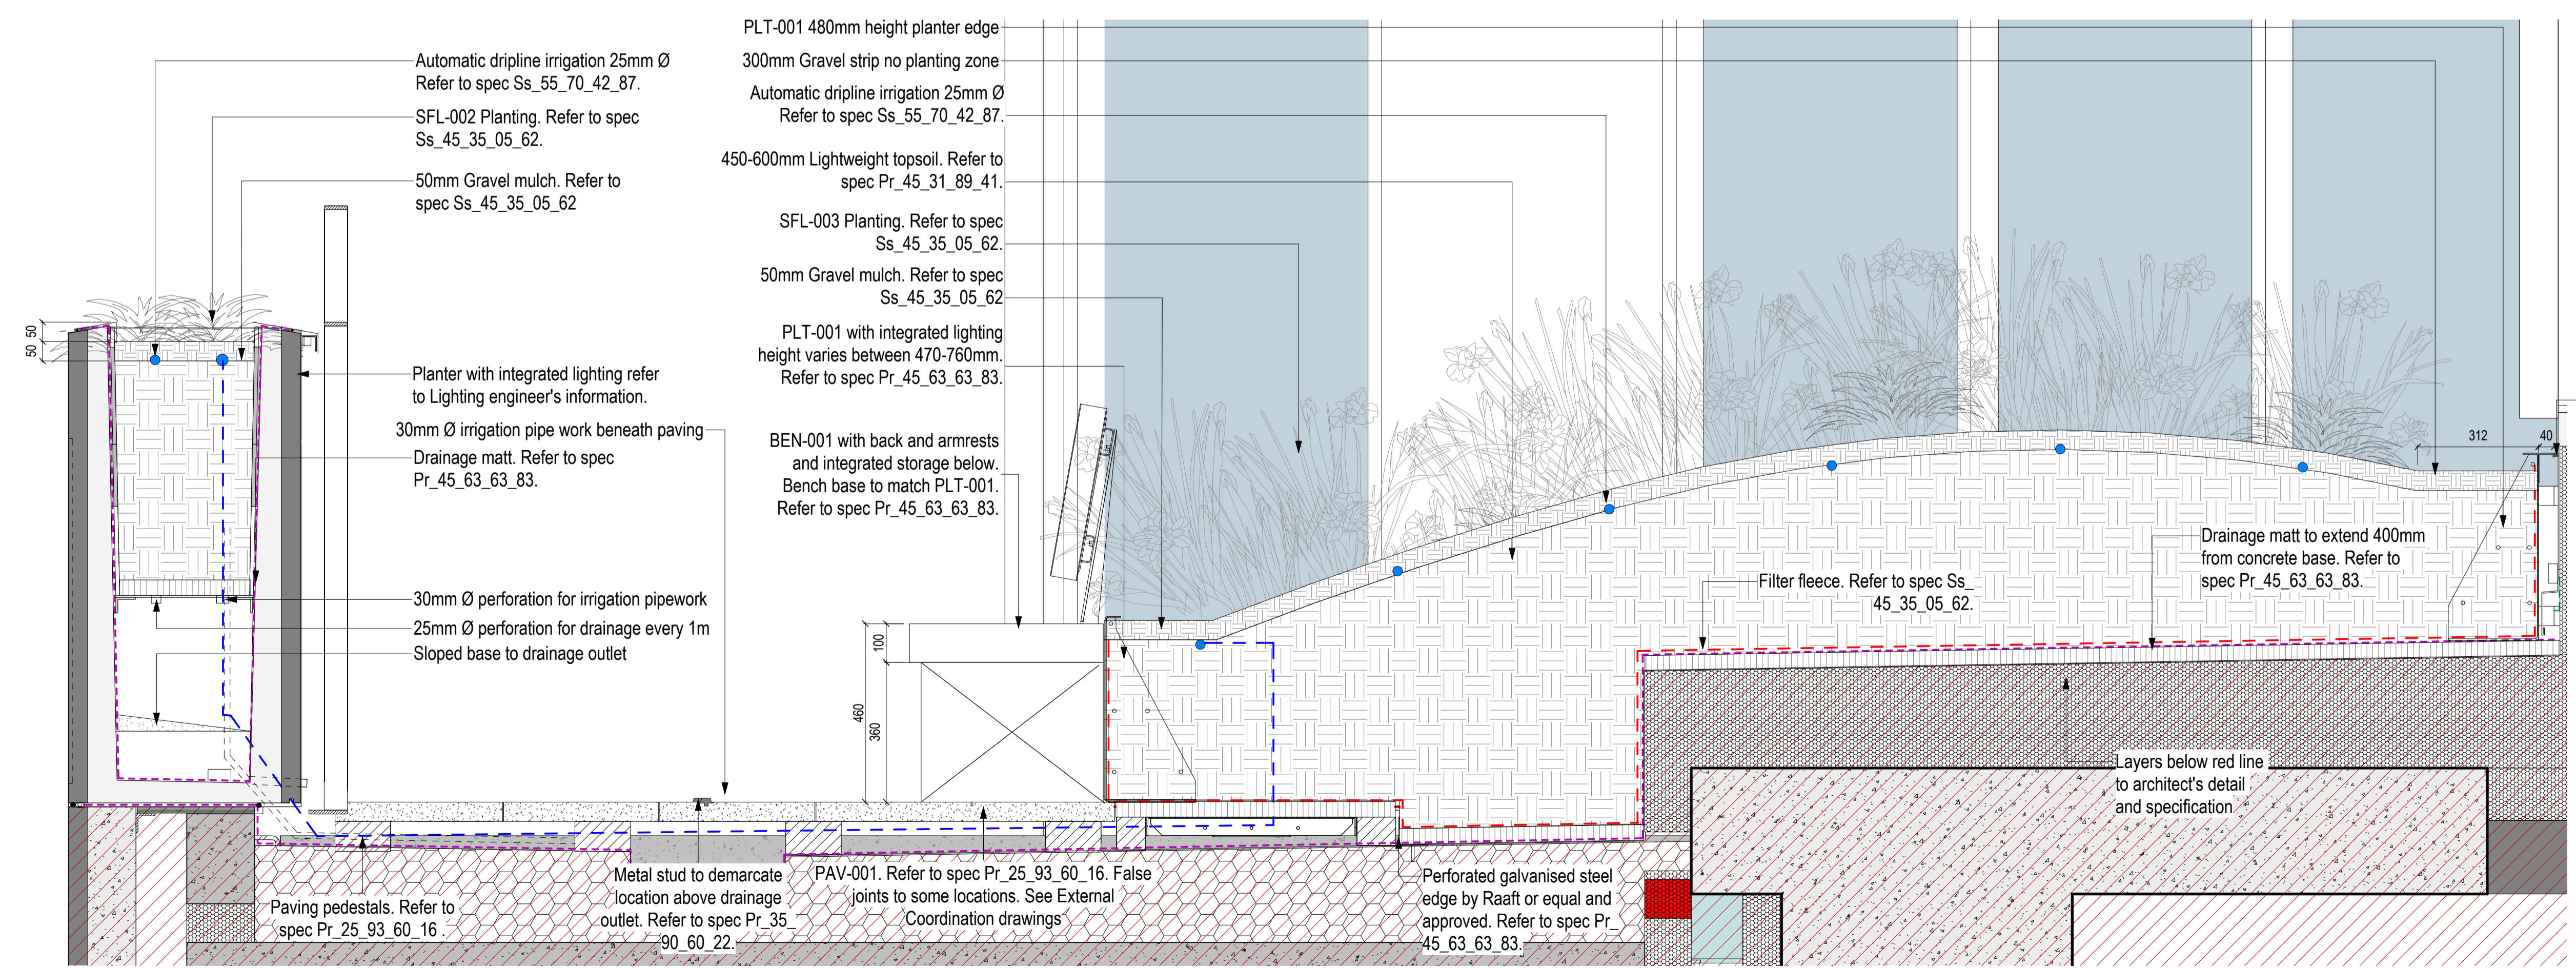 Automatic dripline irrigation 25mm Ø
Refer to spec Ss_55_70_42_87.
SFL-002 Planting. Refer to spec
Ss_45_35_05_62.
50mm Gravel mulch. Refer to
spec Ss_45_35_05_62
50
50
Planter with integrated lighting refer
to Lighting engineer's information.
30mm Ø irrigation pipe work beneath paving
Drainage matt. Refer to spec
Pr_45_63_63_83.
30mm Ø perforation for irrigation pipework
25mm Ø perforation for drainage every 1m
Sloped base to drainage outlet
PLT-001 480mm height planter edge
300mm Gravel strip no planting zone
Automatic dripline irrigation 25mm Ø
Refer to spec Ss_55_70_42_87.
450-600mm Lightweight topsoil. Refer to
spec Pr_45_31_89_41.
SFL-003 Planting. Refer to spec
Ss_45_35_05_62.
50mm Gravel mulch. Refer to spec
Ss_45_35_05_62
PLT-001 with integrated lighting
height varies between 470-760mm.
Refer to spec Pr_45_63_63_83.
BEN-001 with back and armrests
and integrated storage below.
Bench base to match PLT-001.
Refer to spec Pr_45_63_63_83.
100
460
360
312
40
Filter fleece. Refer to spec Ss_
45_35_05_62.
Drainage matt to extend 400mm
from concrete base. Refer to
spec Pr_45_63_63_83.
Layers below red line
to architect's detail
and specification
Paving pedestals. Refer to
spec Pr_25_93_60_16 .
Metal stud to demarcate
location above drainage
outlet. Refer to spec Pr_35_
90_60_22.
PAV-001. Refer to spec Pr_25_93_60_16. False
joints to some locations. See External
Coordination drawings
Perforated galvanised steel
edge by Raaft or equal and
approved. Refer to spec Pr_
45_63_63_83.